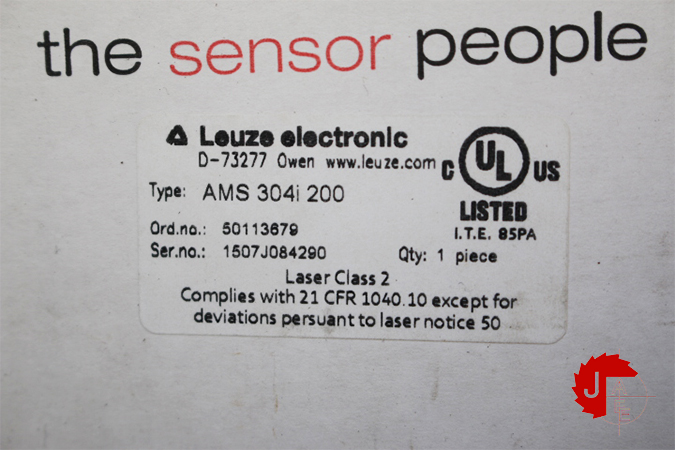 the sensor people
Leuze electronic
D-73277 Owen www.leuze.com
Type: AMS 304i 200
Ord.no.: 50113679
Ser.no.: 1507J084290 Qty: 1 piece
C UL US
LISTED
I.T.E. 85PA
Laser Class 2
Complies with 21 CFR 1040.10 except for
deviations persuant to laser notice 50
J